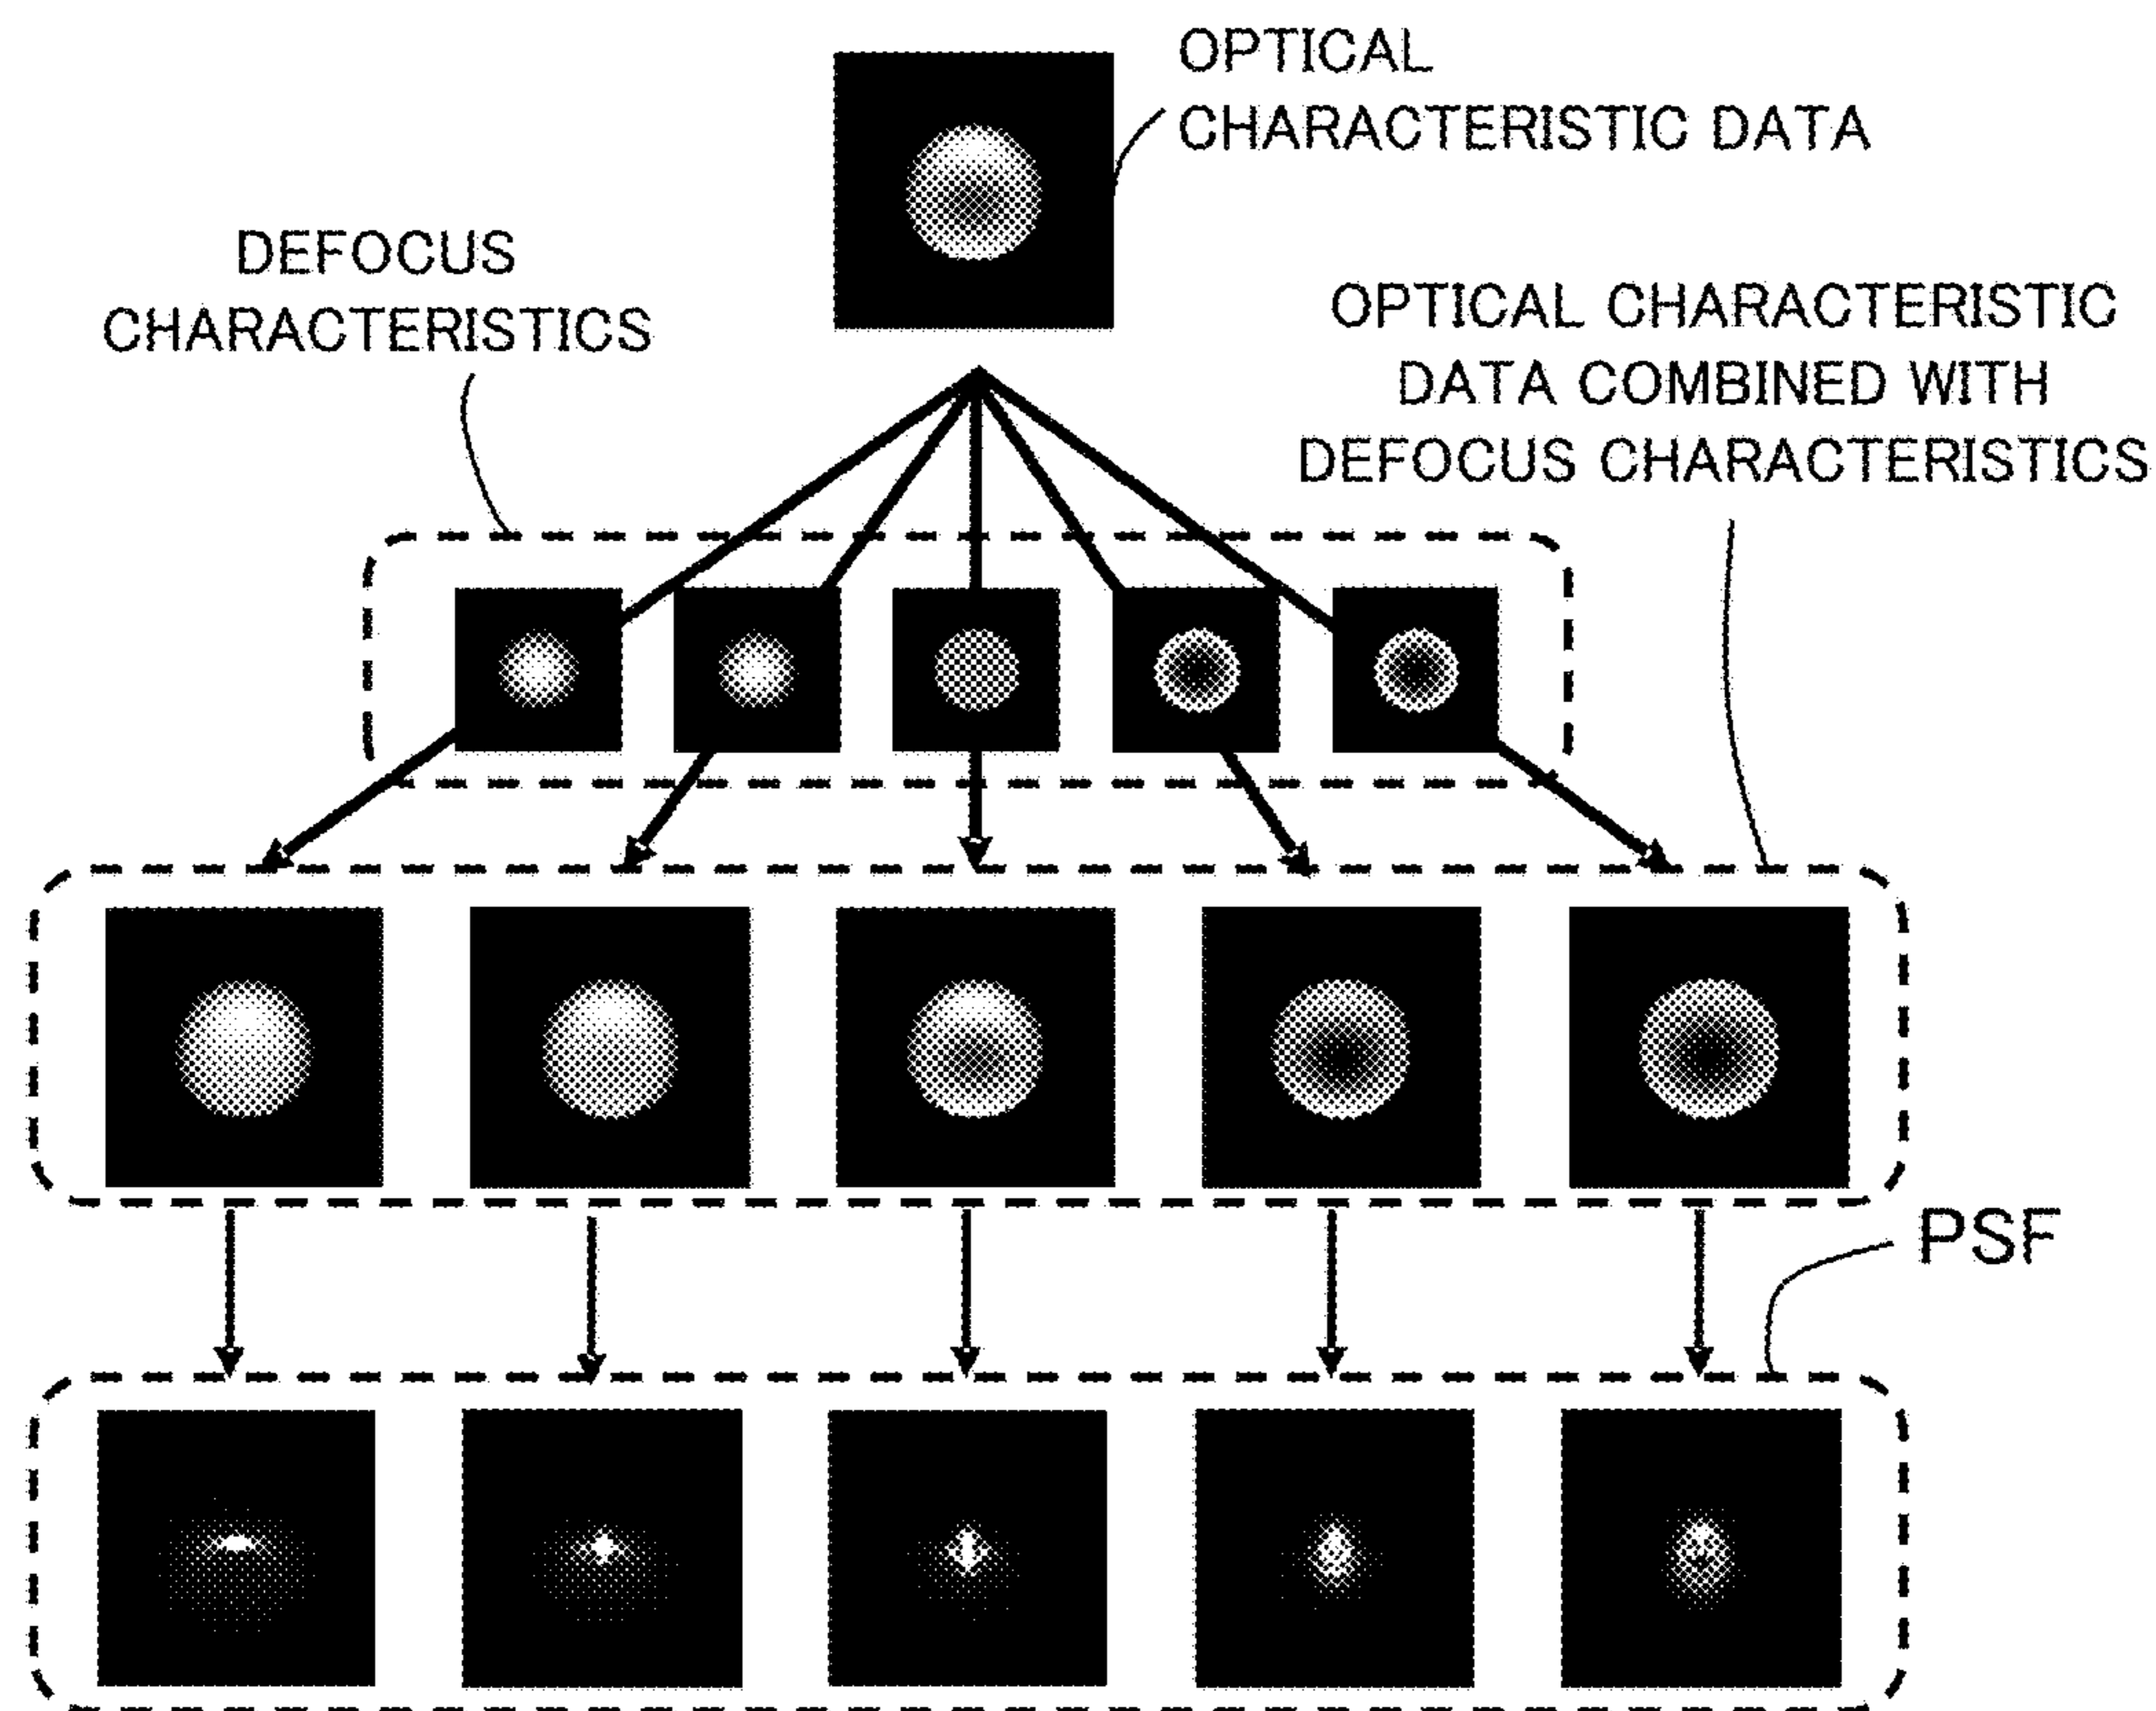 OPTICAL
CHARACTERISTIC DATA
DEFOCUS
CHARACTERISTICS
OPTICAL CHARACTERISTIC
DATA COMBINED WITH
DEFOCUS CHARACTERISTICS
PSF